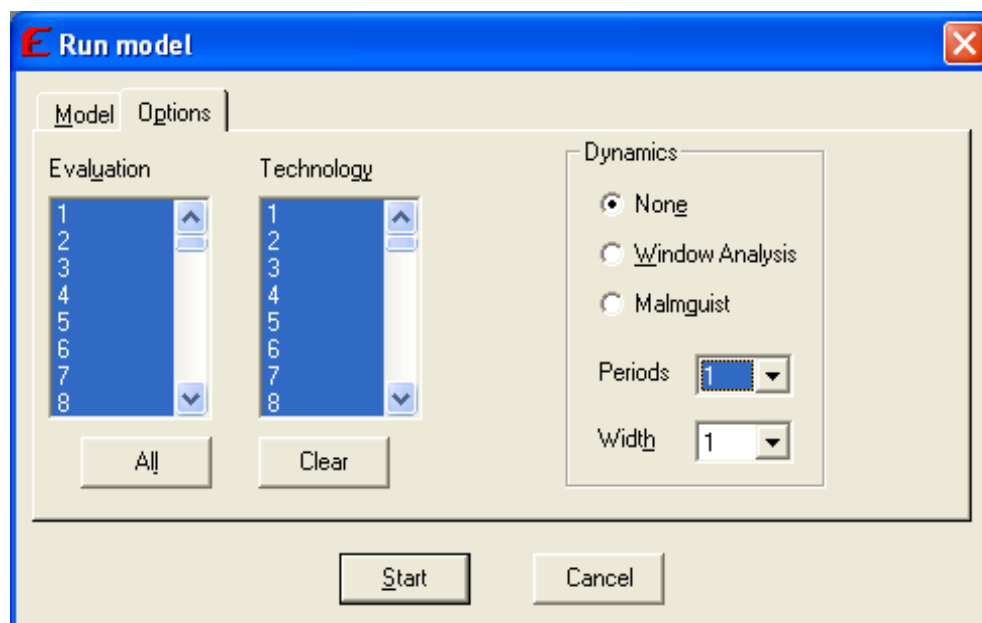 E Run model
Model Options
Evaluation
1
2
3
4
5
6
7
8
All
Technology
1
2
3
4
5
6
7
8
Clear
Dynamics
None
Window Analysis
Malmguist
Periods 1
Width 1
Start Cancel